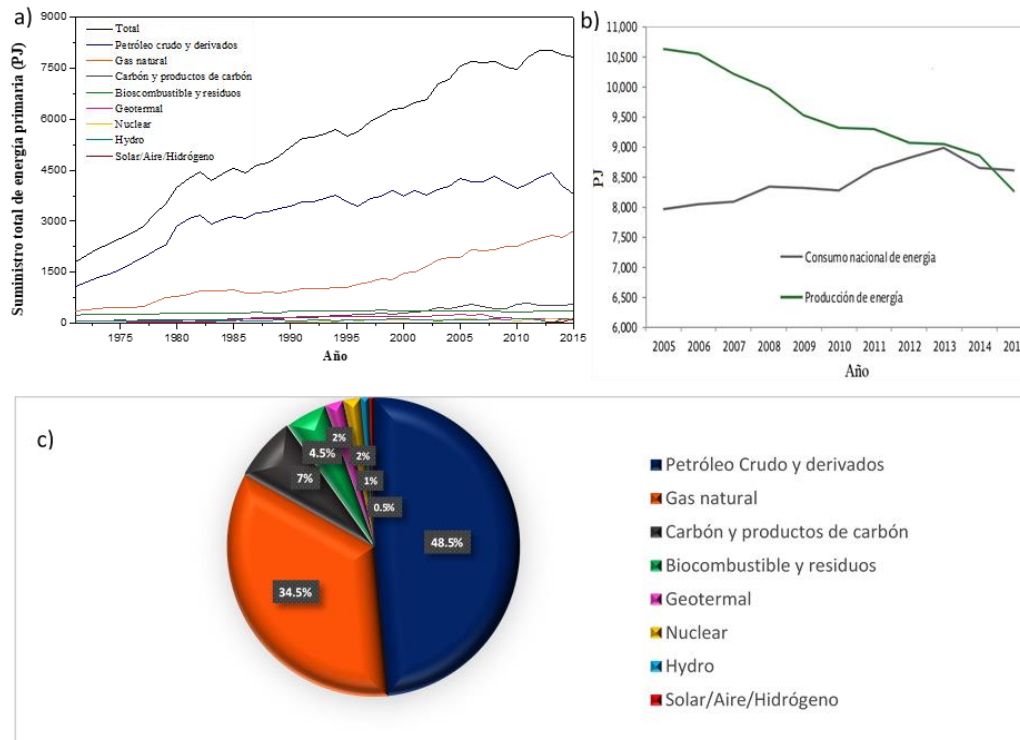 a)
9000
7500
6000
4500
3000
1500
0
Suministro total de energía primaria (PJ)
Total
Petróleo crudo y derivados
Gas natural
Carbón y productos de carbón
Bioscombustible y residuos
Geotermal
Nuclear
Hydro
Solar/Aire/Hidrógeno
1975
1980
1985
1990
1995
2000
2005
2010
2015
Año
b)
11,000
10,500
10,000
9,500
9,000
8,500
8,000
7,500
7,000
6,500
6,000
PJ
Consumo nacional de energia
Producción de energía
2005
2006
2007
2008
2009
2010
2011
2012
2013
2014
201
Año
c)
48.5%
34.5%
7%
4.5%
2%
2%
1%
0.5%
Petróleo Crudo y derivados
Gas natural
Carbón y productos de carbón
Biocombustible y residuos
Geotermal
Nuclear
Hydro
Solar/Aire/Hidrógeno